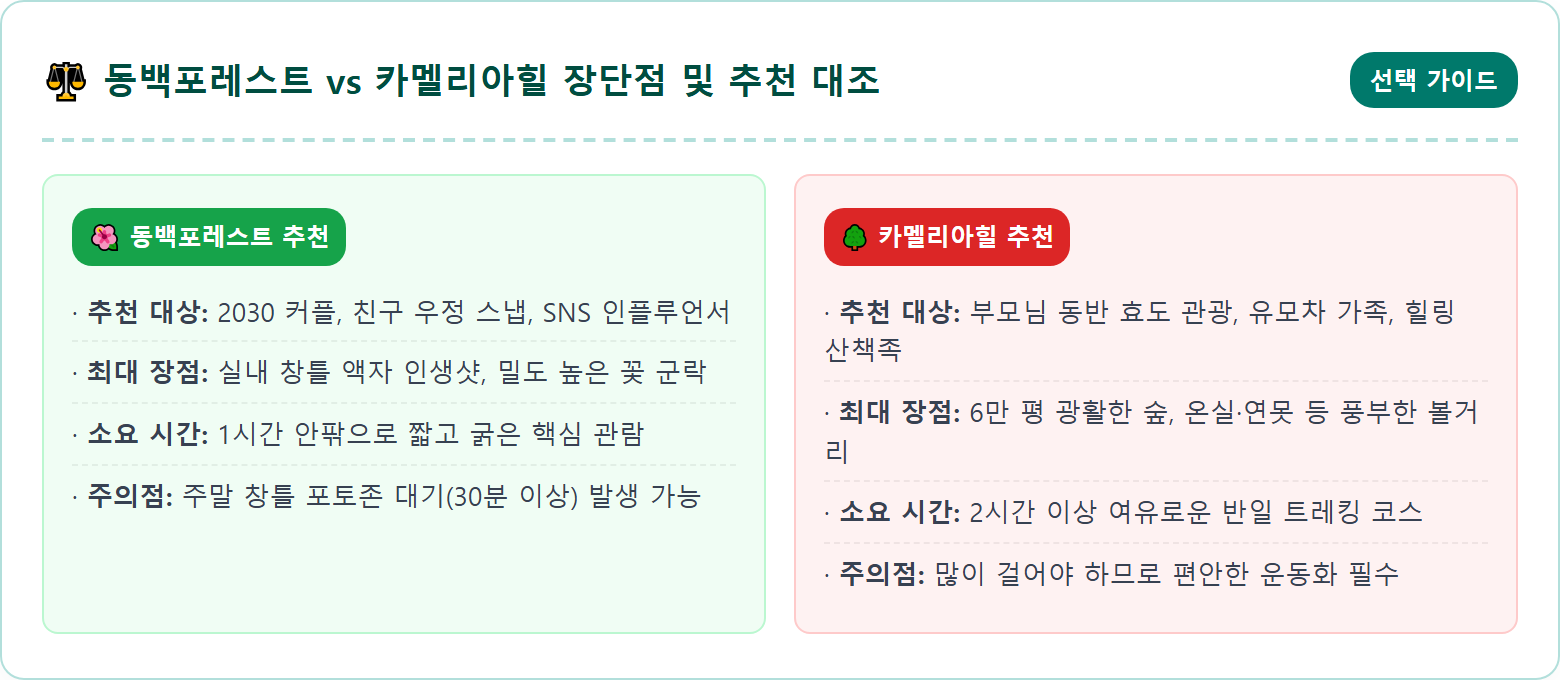 동백포레스트 vs 카멜리아힐 장단점 및 추천 대조
선택 가이드
동백포레스트 추천
· 추천 대상: 2030 커플, 친구 우정 스냅, SNS 인플루언서
· 최대 장점: 실내 창틀 액자 인생샷, 밀도 높은 꽃 군락
· 소요 시간: 1시간 안팎으로 짧고 굵은 핵심 관람
· 주의점: 주말 창틀 포토존 대기(30분 이상) 발생 가능
카멜리아힐 추천
· 추천 대상: 부모님 동반 효도 관광, 유모차 가족, 힐링
산책족
· 최대 장점: 6만 평 광활한 숲, 온실·연못 등 풍부한 볼거
리
· 소요 시간: 2시간 이상 여유로운 반일 트레킹 코스
· 주의점: 많이 걸어야 하므로 편안한 운동화 필수